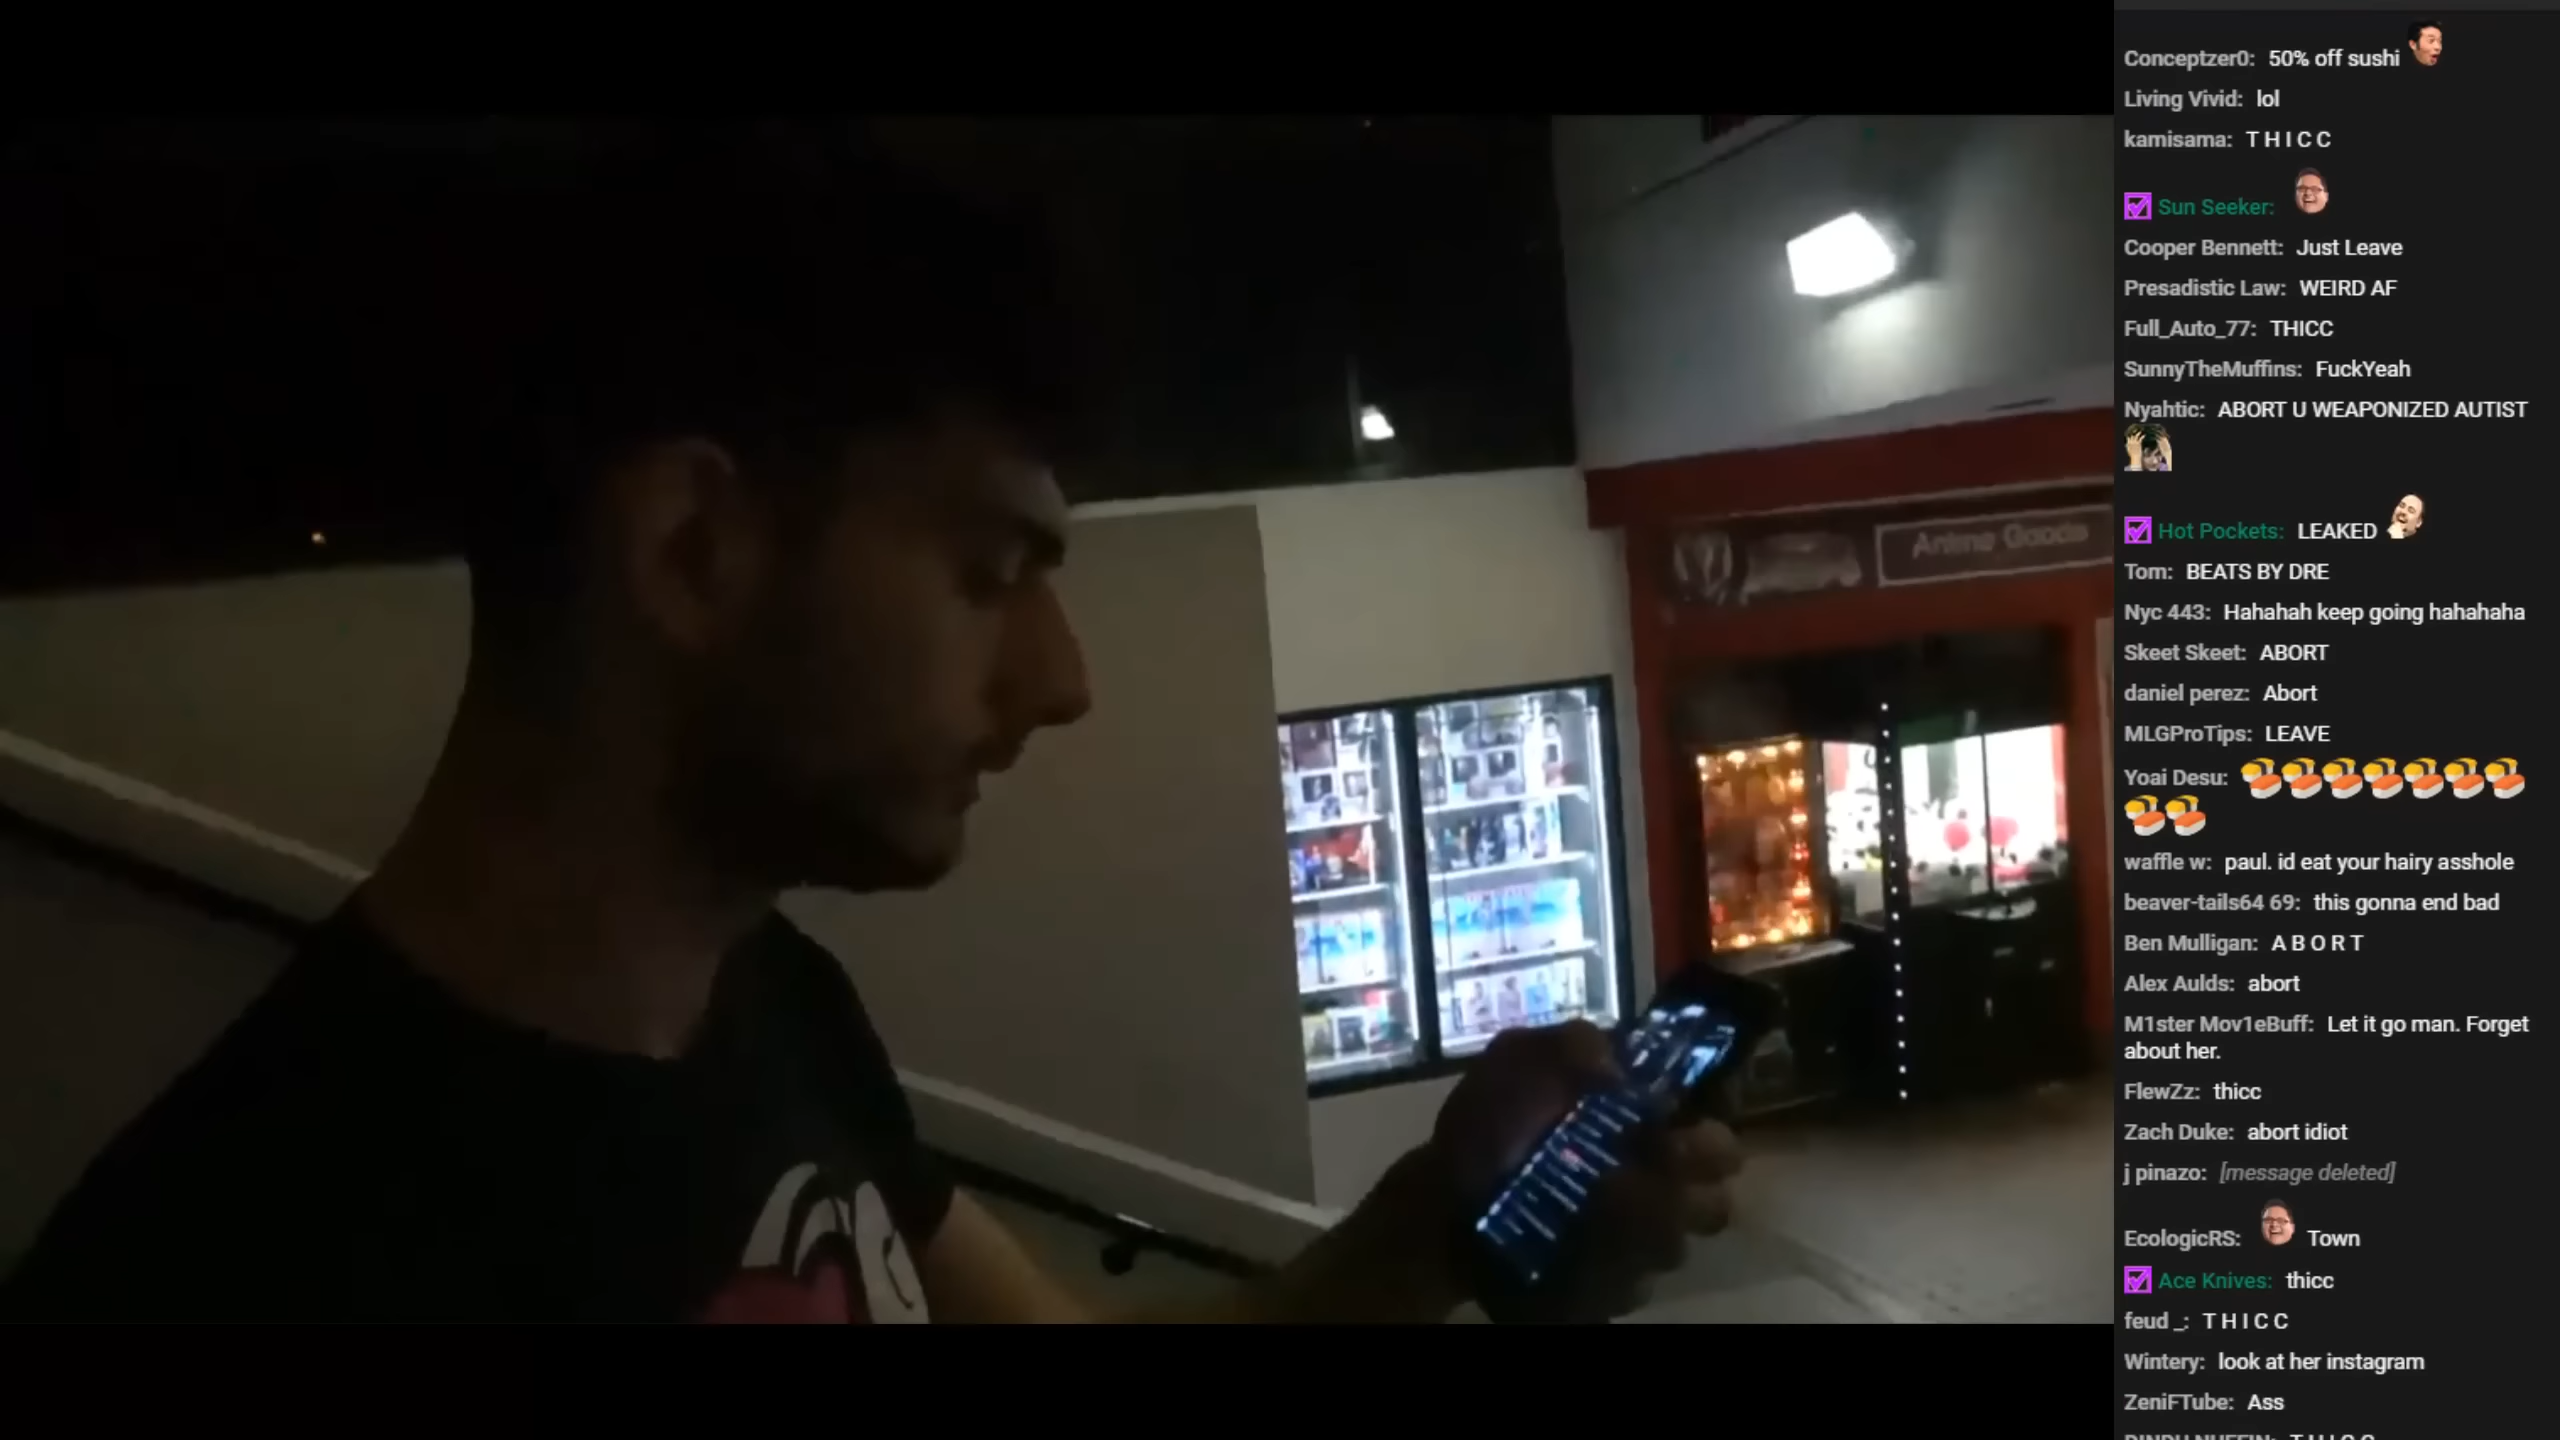 Anime Goods
Conceptzer0: 50% off sushi
Living Vivid: lol
kamisama: T H I C C
Sun Seeker:
Cooper Bennett: Just Leave
Presadistic Law: WEIRD AF
Full_Auto_77: THICC
SunnyTheMuffins: FuckYeah
Nyahtic: ABORT U WEAPONIZED AUTIST
Hot Pockets: LEAKED
Tom: BEATS BY DRE
Nyc 443: Hahahah keep going hahahaha
Skeet Skeet: ABORT
daniel perez: Abort
MLGProTips: LEAVE
Yoai Desu:
waffle w: paul. id eat your hairy asshole
beaver-tails64 69: this gonna end bad
Ben Mulligan: A B O R T
Alex Aulds: abort
M1ster Mov1eBuff: Let it go man. Forget
about her.
FlewZz: thicc
Zach Duke: abort idiot
j pinazo: [message deleted]
EcologicRS: Town
Ace Knives: thicc
feud _: T H I C C
Wintery: look at her instagram
ZeniFTube: Ass